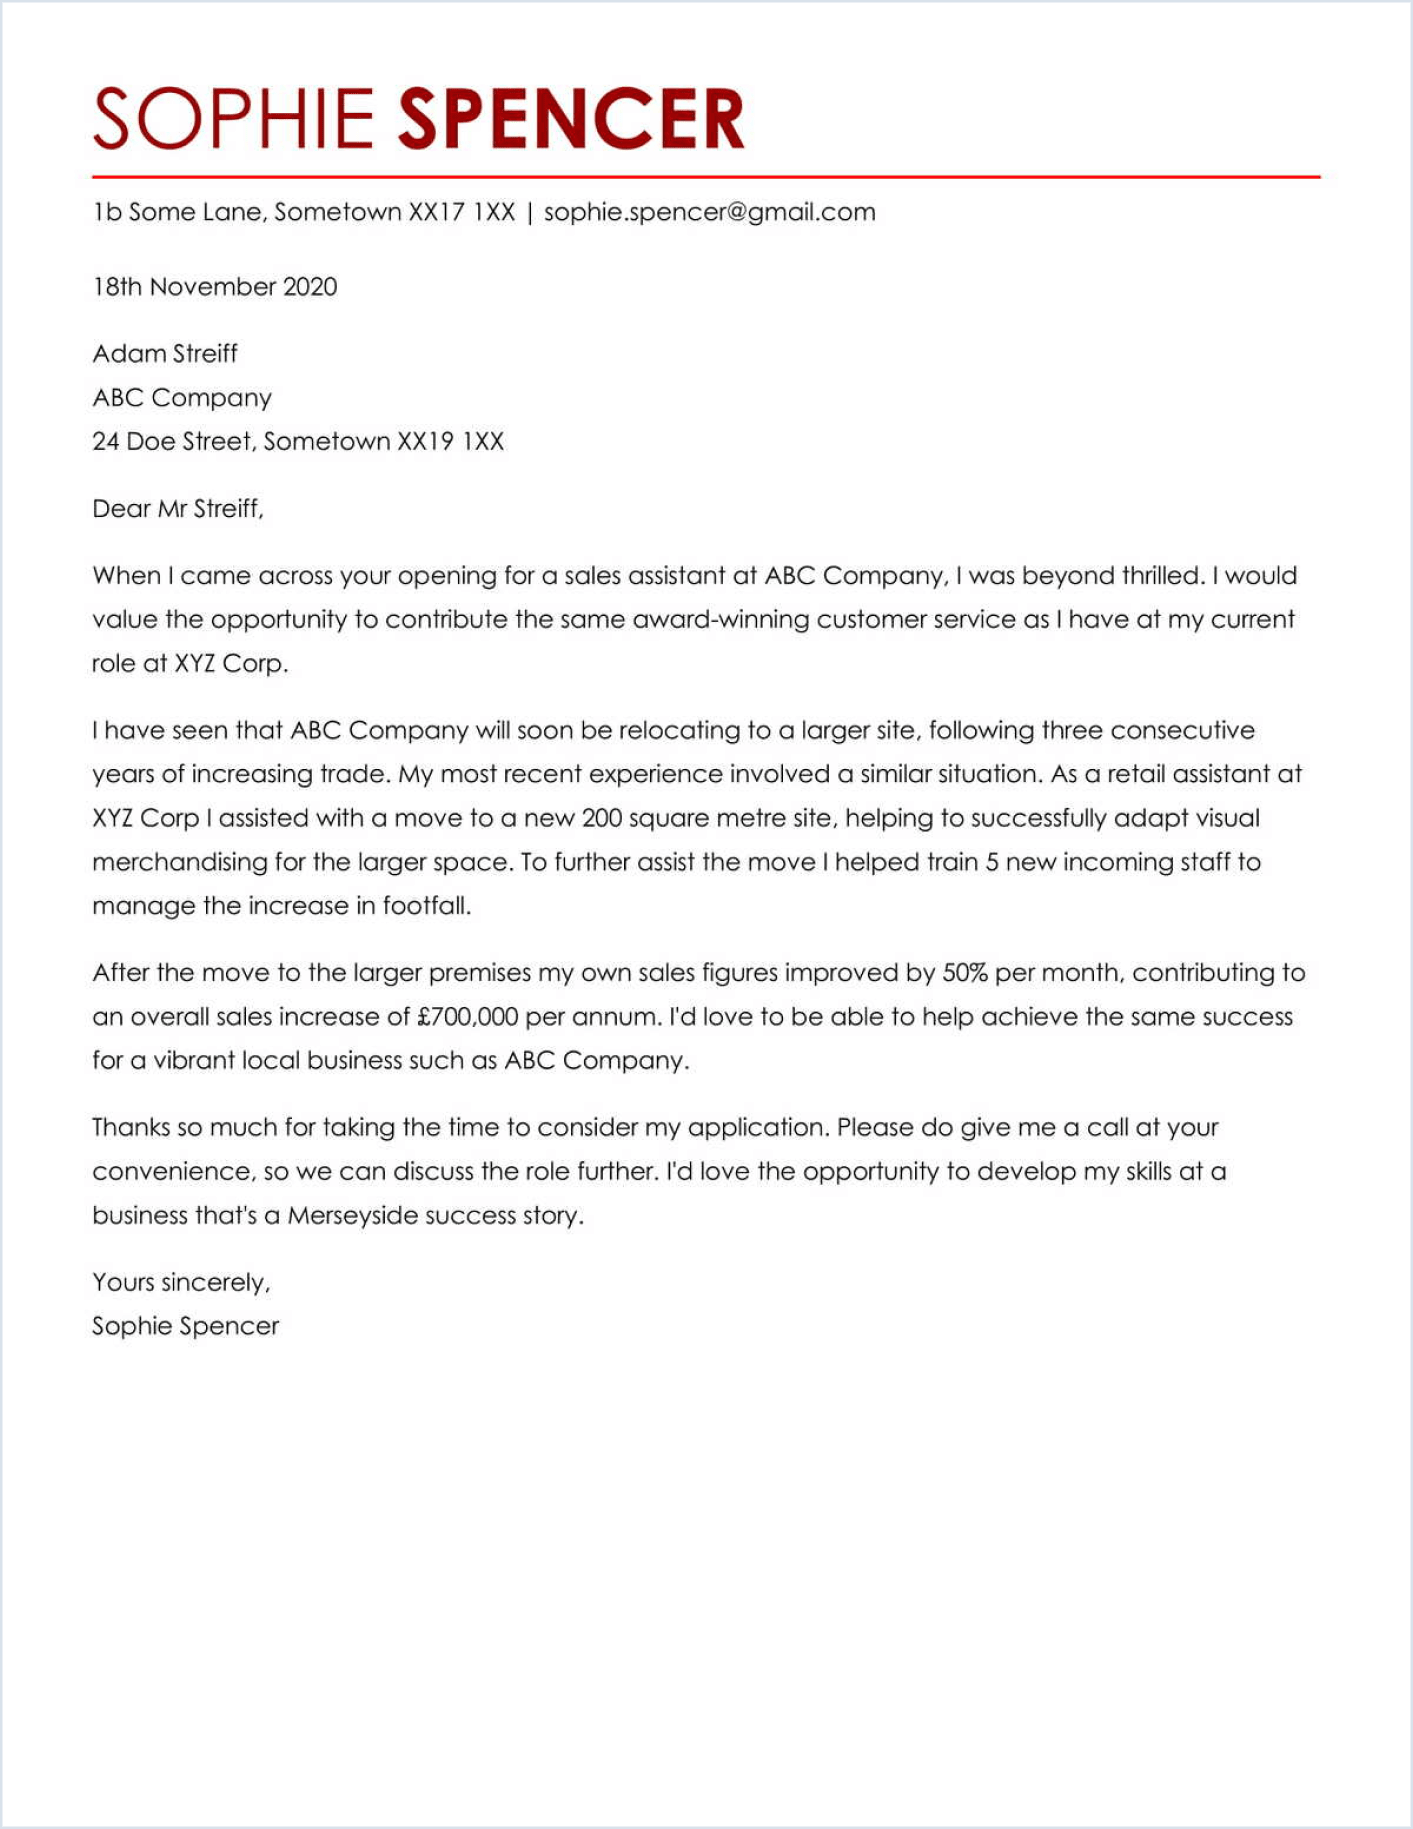 SOPHIE SPENCER
1b Some Lane, Sometown XX17 1XX | sophie.spencer@gmail.com
18th November 2020
Adam Streiff
ABC Company
24 Doe Street, Sometown XX19 1XX
Dear Mr Streiff,
When I came across your opening for a sales assistant at ABC Company, I was beyond thrilled. I would
value the opportunity to contribute the same award-winning customer service as I have at my current
role at XYZ Corp.
I have seen that ABC Company will soon be relocating to a larger site, following three consecutive
years of increasing trade. My most recent experience involved a similar situation. As a retail assistant at
XYZ Corp I assisted with a move to a new 200 square metre site, helping to successfully adapt visual
merchandising for the larger space. To further assist the move I helped train 5 new incoming staff to
manage the increase in footfall.
After the move to the larger premises my own sales figures improved by 50% per month, contributing to
an overall sales increase of £700,000 per annum. I'd love to be able to help achieve the same success
for a vibrant local business such as ABC Company.
Thanks so much for taking the time to consider my application. Please do give me a call at your
convenience, so we can discuss the role further. I'd love the opportunity to develop my skills at a
business that's a Merseyside success story.
Yours sincerely,
Sophie Spencer